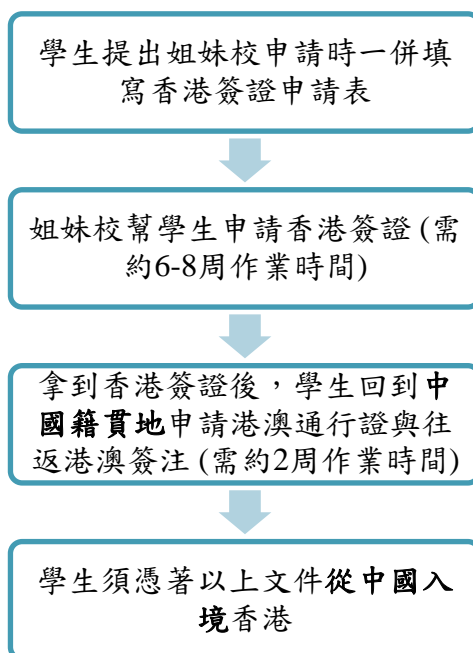 學生提出姐妹校申請時一併填
寫香港簽證申請表
姐妹校幫學生申請香港簽證 (需
約6-8周作業時間)
拿到香港簽證後，學生回到中
國籍貫地申請港澳通行證與往
返港澳簽注 (需約2周作業時間)
學生須憑著以上文件從中國入
境香港